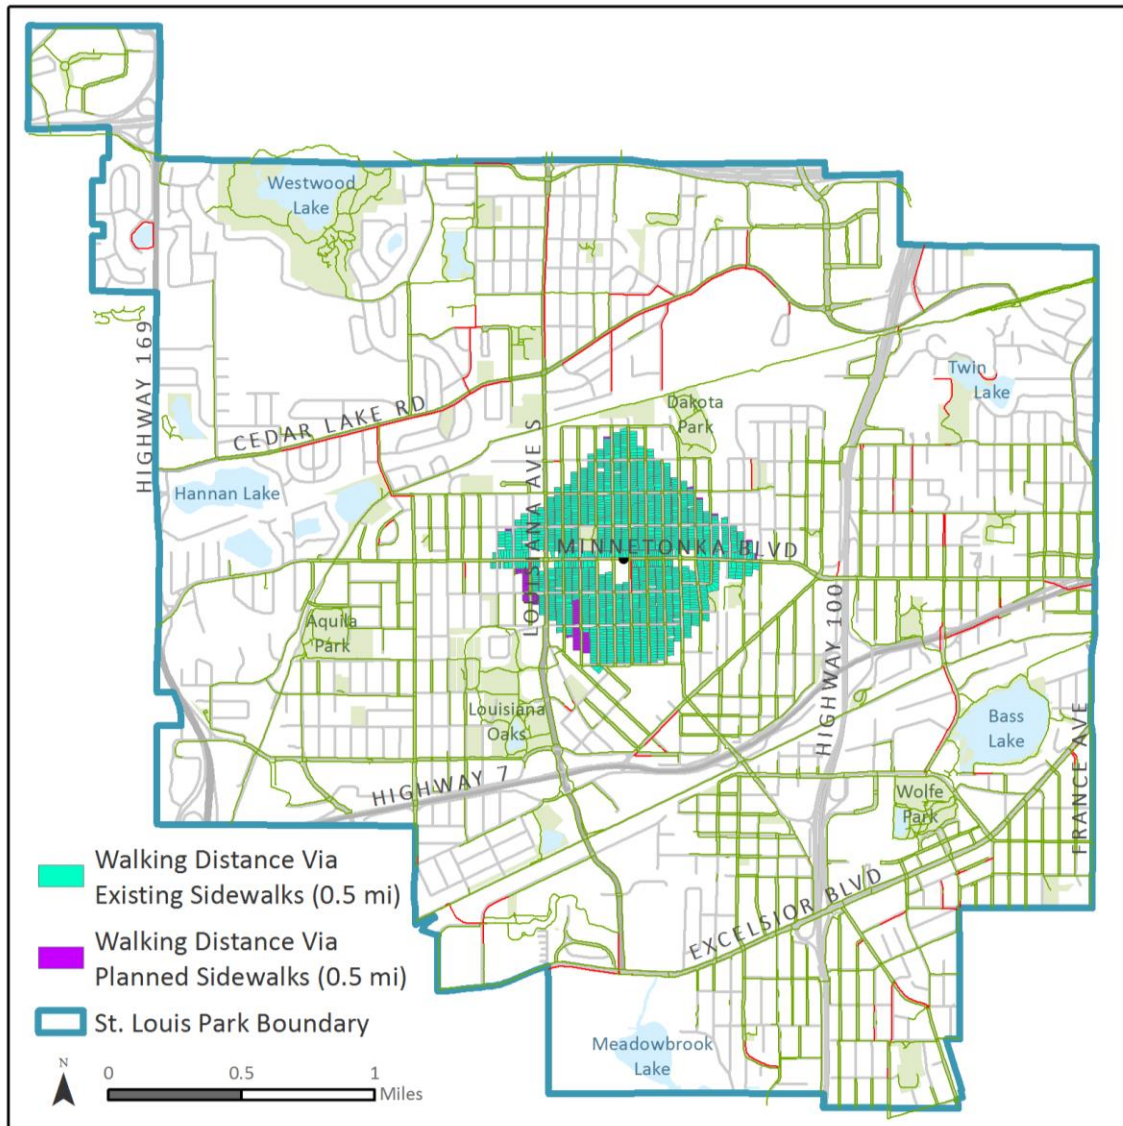 Westwood
Lake
HIGHWAY 169
CEDAR LAKE RD
LOUISIANA AVE S
Dakota
Park
Twin
Lake
Hannan Lake
MINNETONKA BLVD
Aquila
Park
HIGHWAY 100
Louisiana
Oaks
Bass
Lake
FRANCE AVE
HIGHWAY 7
Wolfe
Park
EXCELSIOR BLVD
Meadowbrook
Lake
Walking Distance Via
Existing Sidewalks (0.5 mi)
Walking Distance Via
Planned Sidewalks (0.5 mi)
St. Louis Park Boundary
N
0 0.5 1
Miles